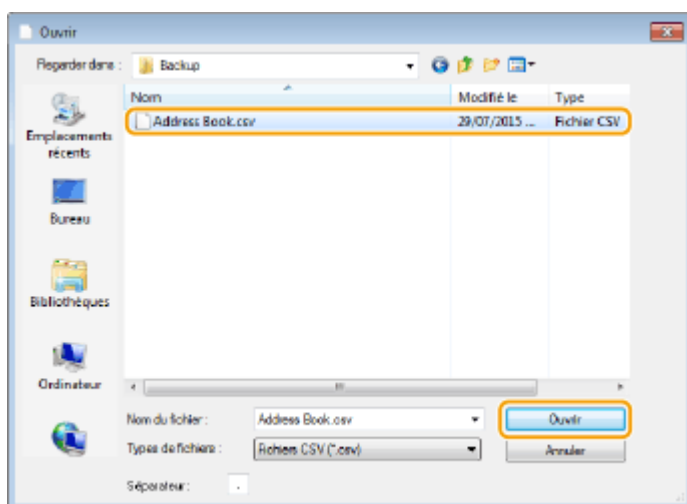 Ouvrir
Regarder dans :
Backup
Nom
Modifié le
Type
Address Book.csv
29/07/2015 ...
Fichier CSV
Emplacements
récents
Bureau
Bibliothèques
Ordinateur
Nom du fichier :
Address Book.csv
Ouvrir
Types de fichiers :
Fichiers CSV (*.csv)
Annuler
Séparateur :